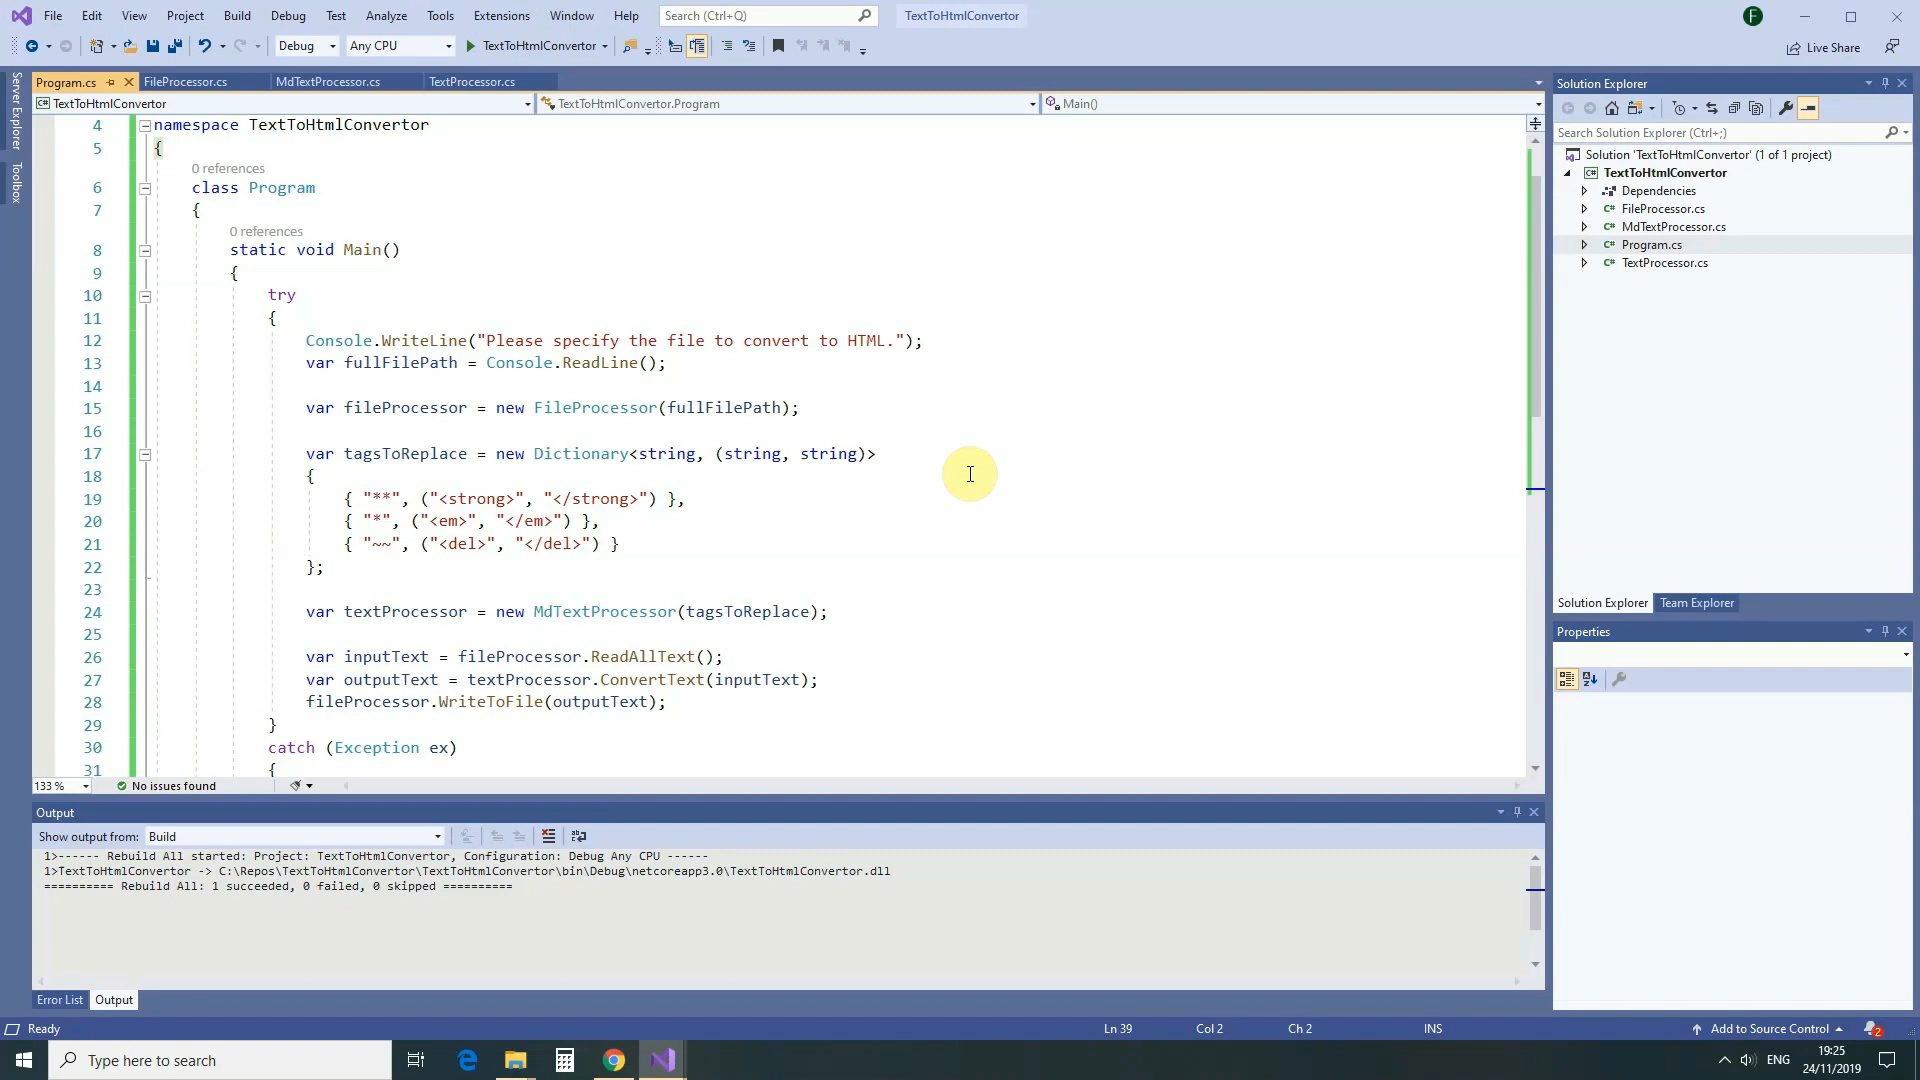 File Edit View Project Build Debug Test Analyze Tools Extensions Window Help Search (Ctrl+Q) TextToHtmlConvertor F
Debug Any CPU TextToHtmlConvertor Live Share
Server Explorer
Toolbox
Program.cs FileProcessor.cs MdTextProcessor.cs TextProcessor.cs
TextToHtmlConvertor TextToHtmlConvertor.Program Main()
4 namespace TextToHtmlConvertor
5 {
0 references
6 class Program
7 {
0 references
8 static void Main()
9 {
10 try
11 {
12 Console.WriteLine("Please specify the file to convert to HTML.");
13 var fullFilePath = Console.ReadLine();
14
15 var fileProcessor = new FileProcessor(fullFilePath);
16
17 var tagsToReplace = new Dictionary<string, (string, string)>
18 {
19 { "**", ("<strong>", "</strong>") },
20 { "*", ("<em>", "</em>") },
21 { "~~", ("<del>", "</del>") }
22 };
23
24 var textProcessor = new MdTextProcessor(tagsToReplace);
25
26 var inputText = fileProcessor.ReadAllText();
27 var outputText = textProcessor.ConvertText(inputText);
28 fileProcessor.WriteToFile(outputText);
29 }
30 catch (Exception ex)
31 {
133 % No issues found
Output
Show output from: Build
1>------ Rebuild All started: Project: TextToHtmlConvertor, Configuration: Debug Any CPU ------
1>TextToHtmlConvertor -> C:\Repos\TextToHtmlConvertor\TextToHtmlConvertor\bin\Debug\netcoreapp3.0\TextToHtmlConvertor.dll
========== Rebuild All: 1 succeeded, 0 failed, 0 skipped ==========
Error List Output
Solution Explorer
Search Solution Explorer (Ctrl+;)
Solution 'TextToHtmlConvertor' (1 of 1 project)
TextToHtmlConvertor
Dependencies
FileProcessor.cs
MdTextProcessor.cs
Program.cs
TextProcessor.cs
Solution Explorer Team Explorer
Properties
Ready Ln 39 Col 2 Ch 2 INS Add to Source Control 2
Type here to search ENG 19:25
24/11/2019